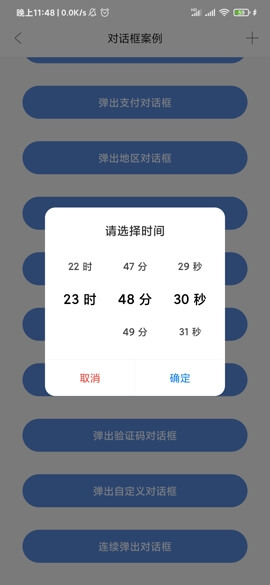 晚上11:48 | 0.0K/s
59
对话框案例
弹出支付对话框
弹出地区对话框
请选择时间
22 时 47 分 29 秒
23 时 48 分 30 秒
49 分 31 秒
取消 确定
弹出验证码对话框
弹出自定义对话框
连续弹出对话框